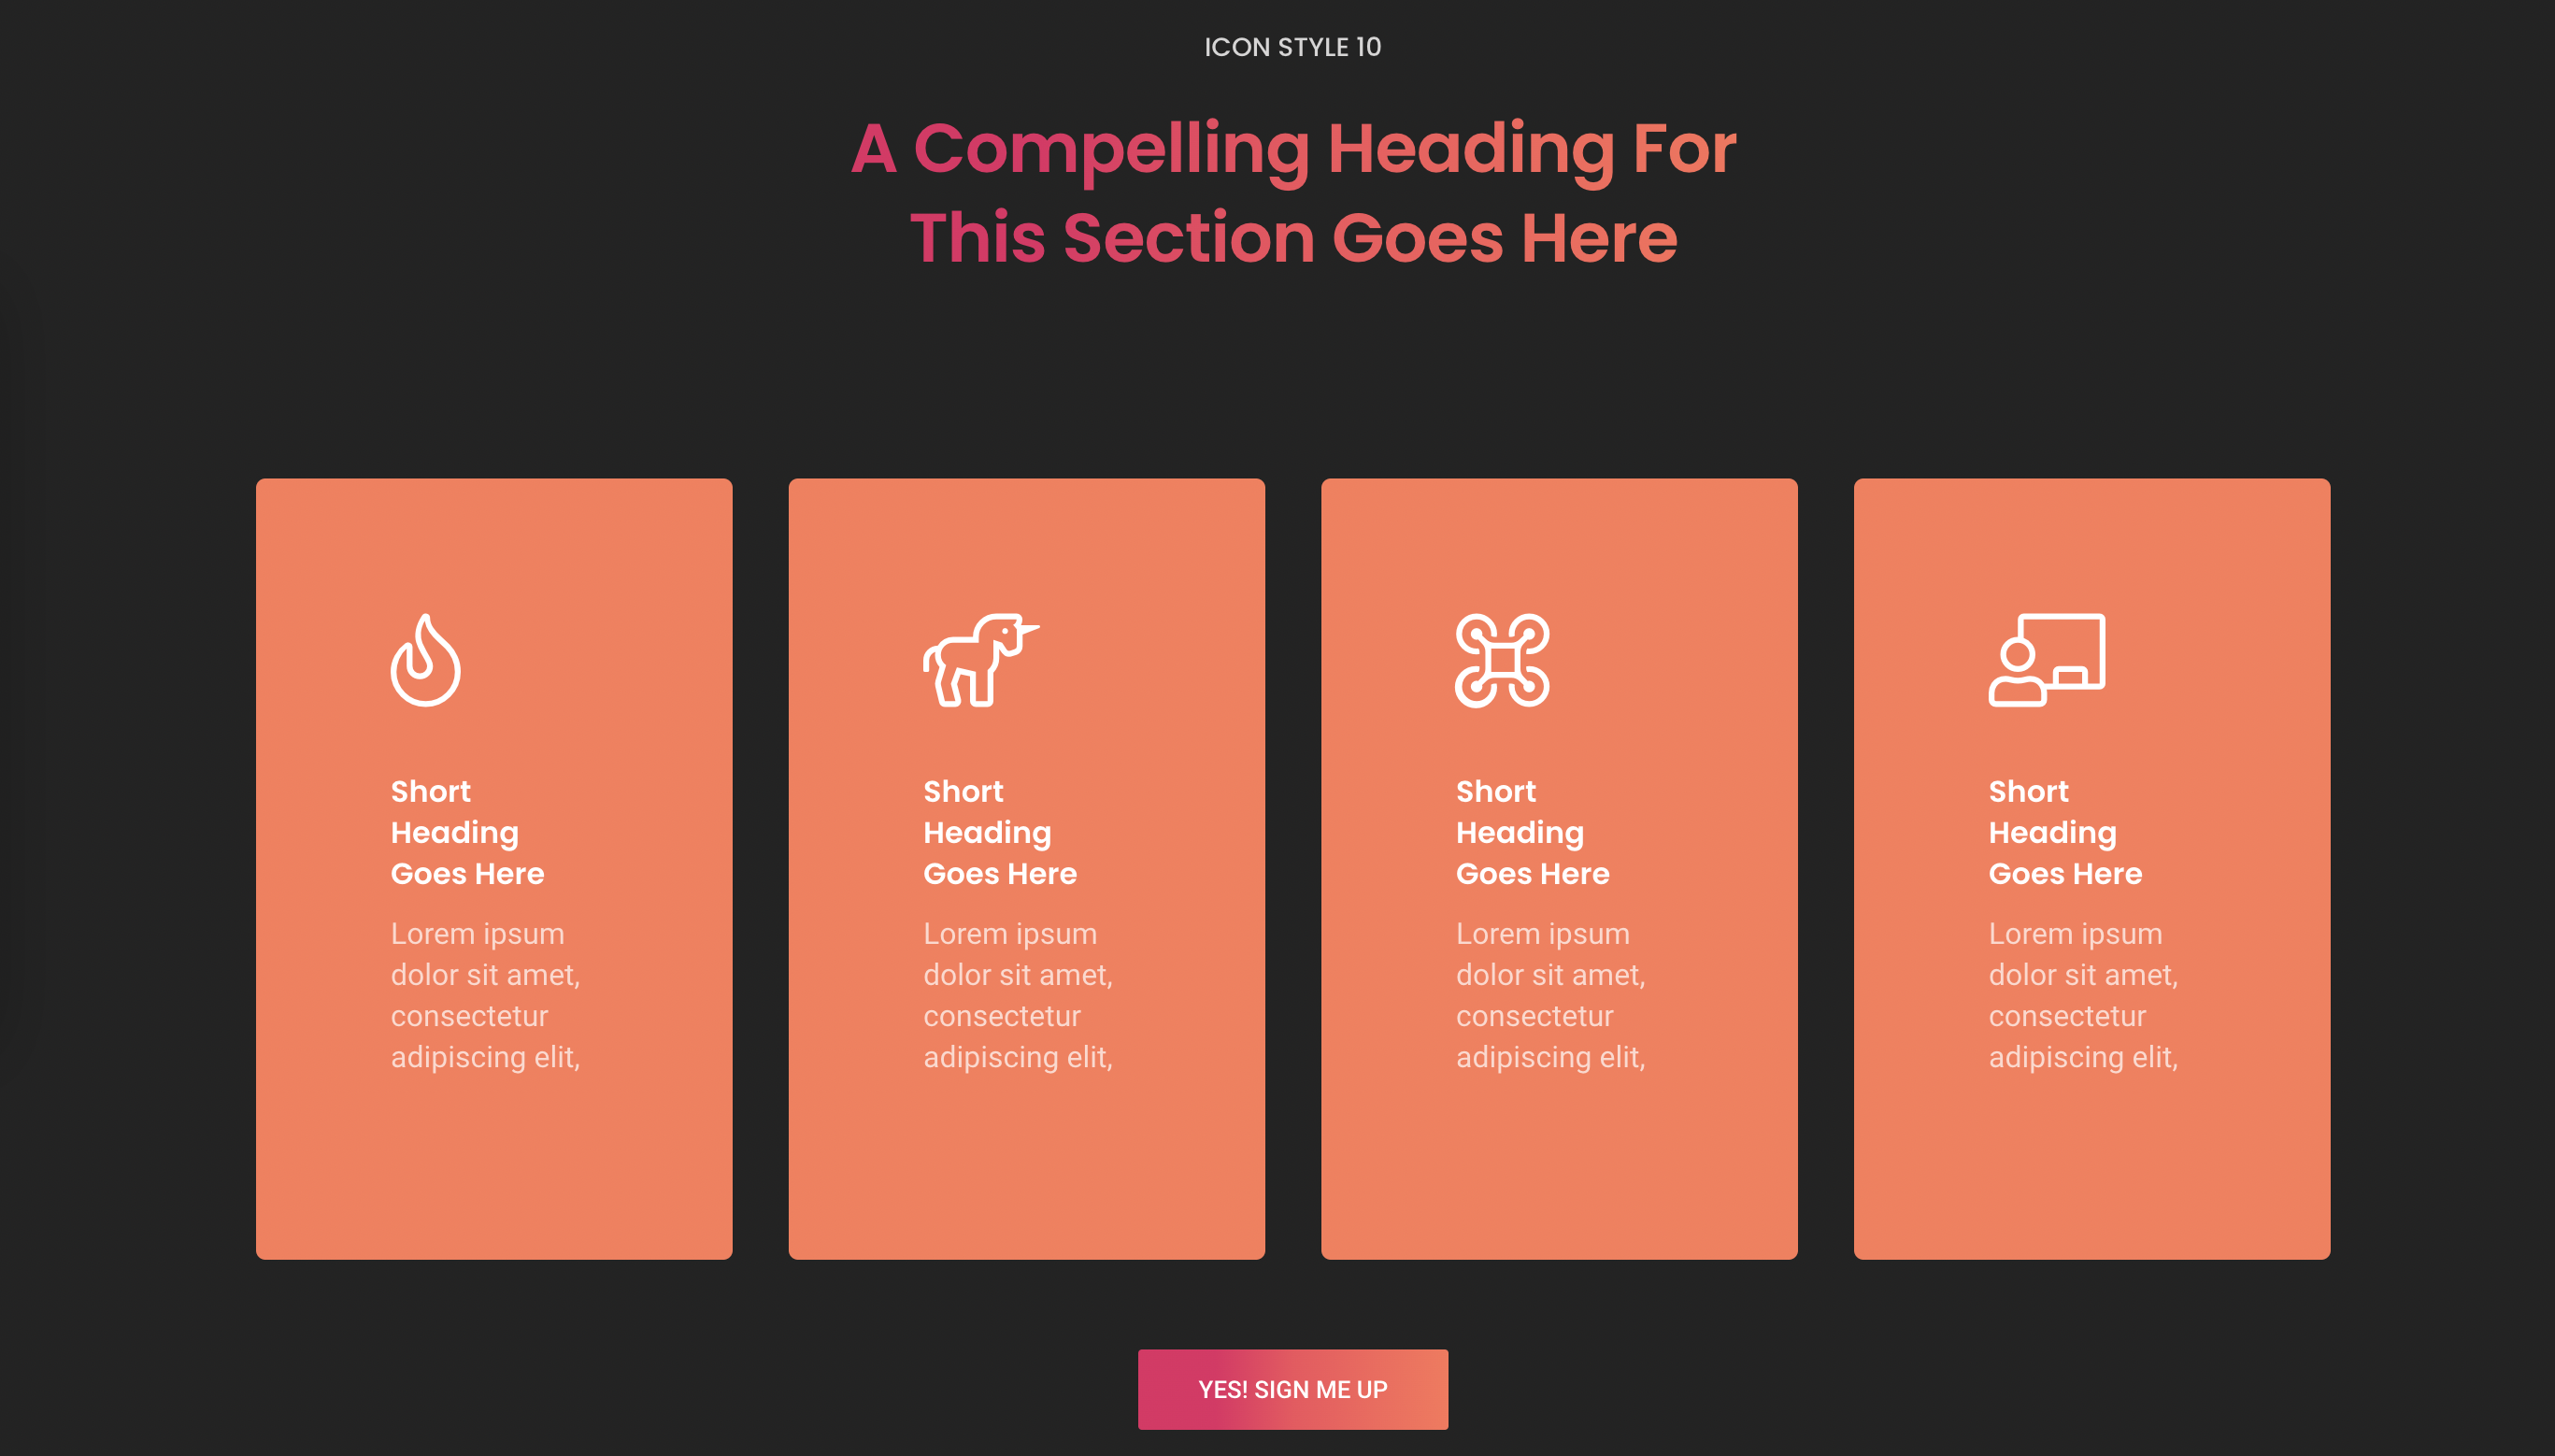 ICON STYLE 10
A Compelling Heading For
This Section Goes Here
Short
Heading
Goes Here
Lorem ipsum
dolor sit amet,
consectetur
adipiscing elit,
Short
Heading
Goes Here
Lorem ipsum
dolor sit amet,
consectetur
adipiscing elit,
Short
Heading
Goes Here
Lorem ipsum
dolor sit amet,
consectetur
adipiscing elit,
Short
Heading
Goes Here
Lorem ipsum
dolor sit amet,
consectetur
adipiscing elit,
YES! SIGN ME UP